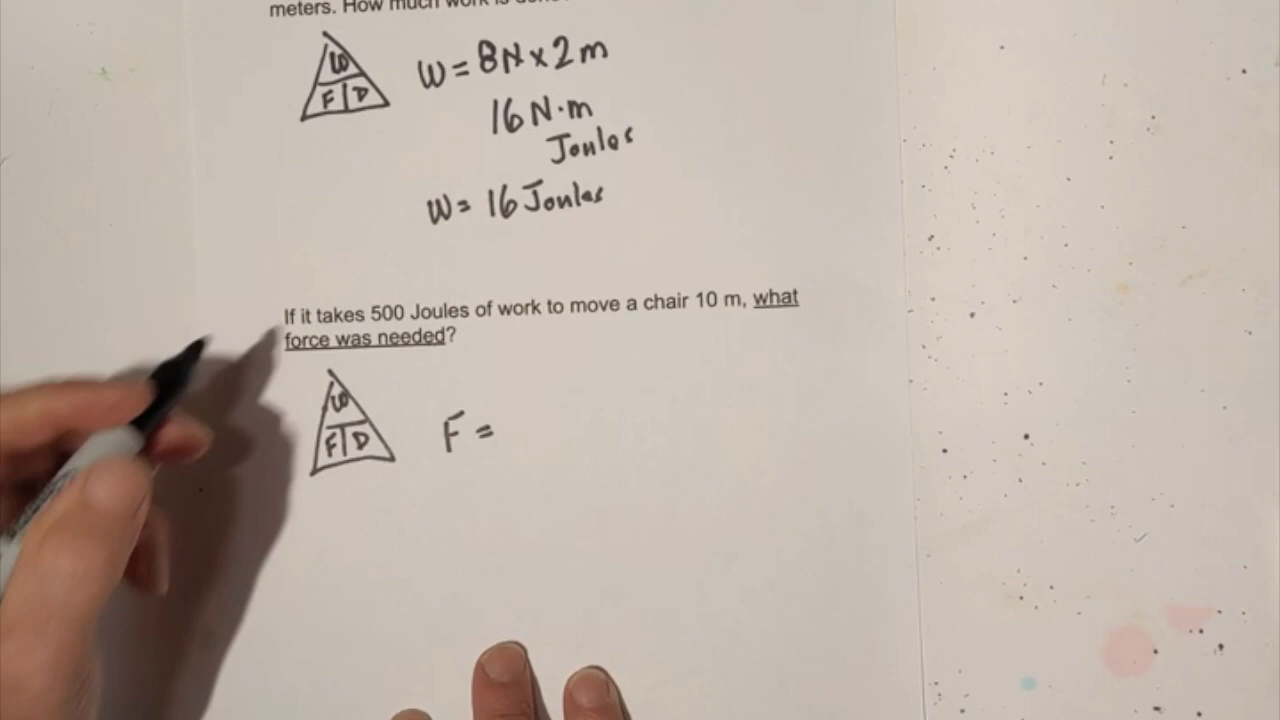 meters. How much work is done
W
F D
W = 8N x 2m
16 N·m
Joules
W = 16 Joules
If it takes 500 Joules of work to move a chair 10 m, what
force was needed?
W
F D
F =